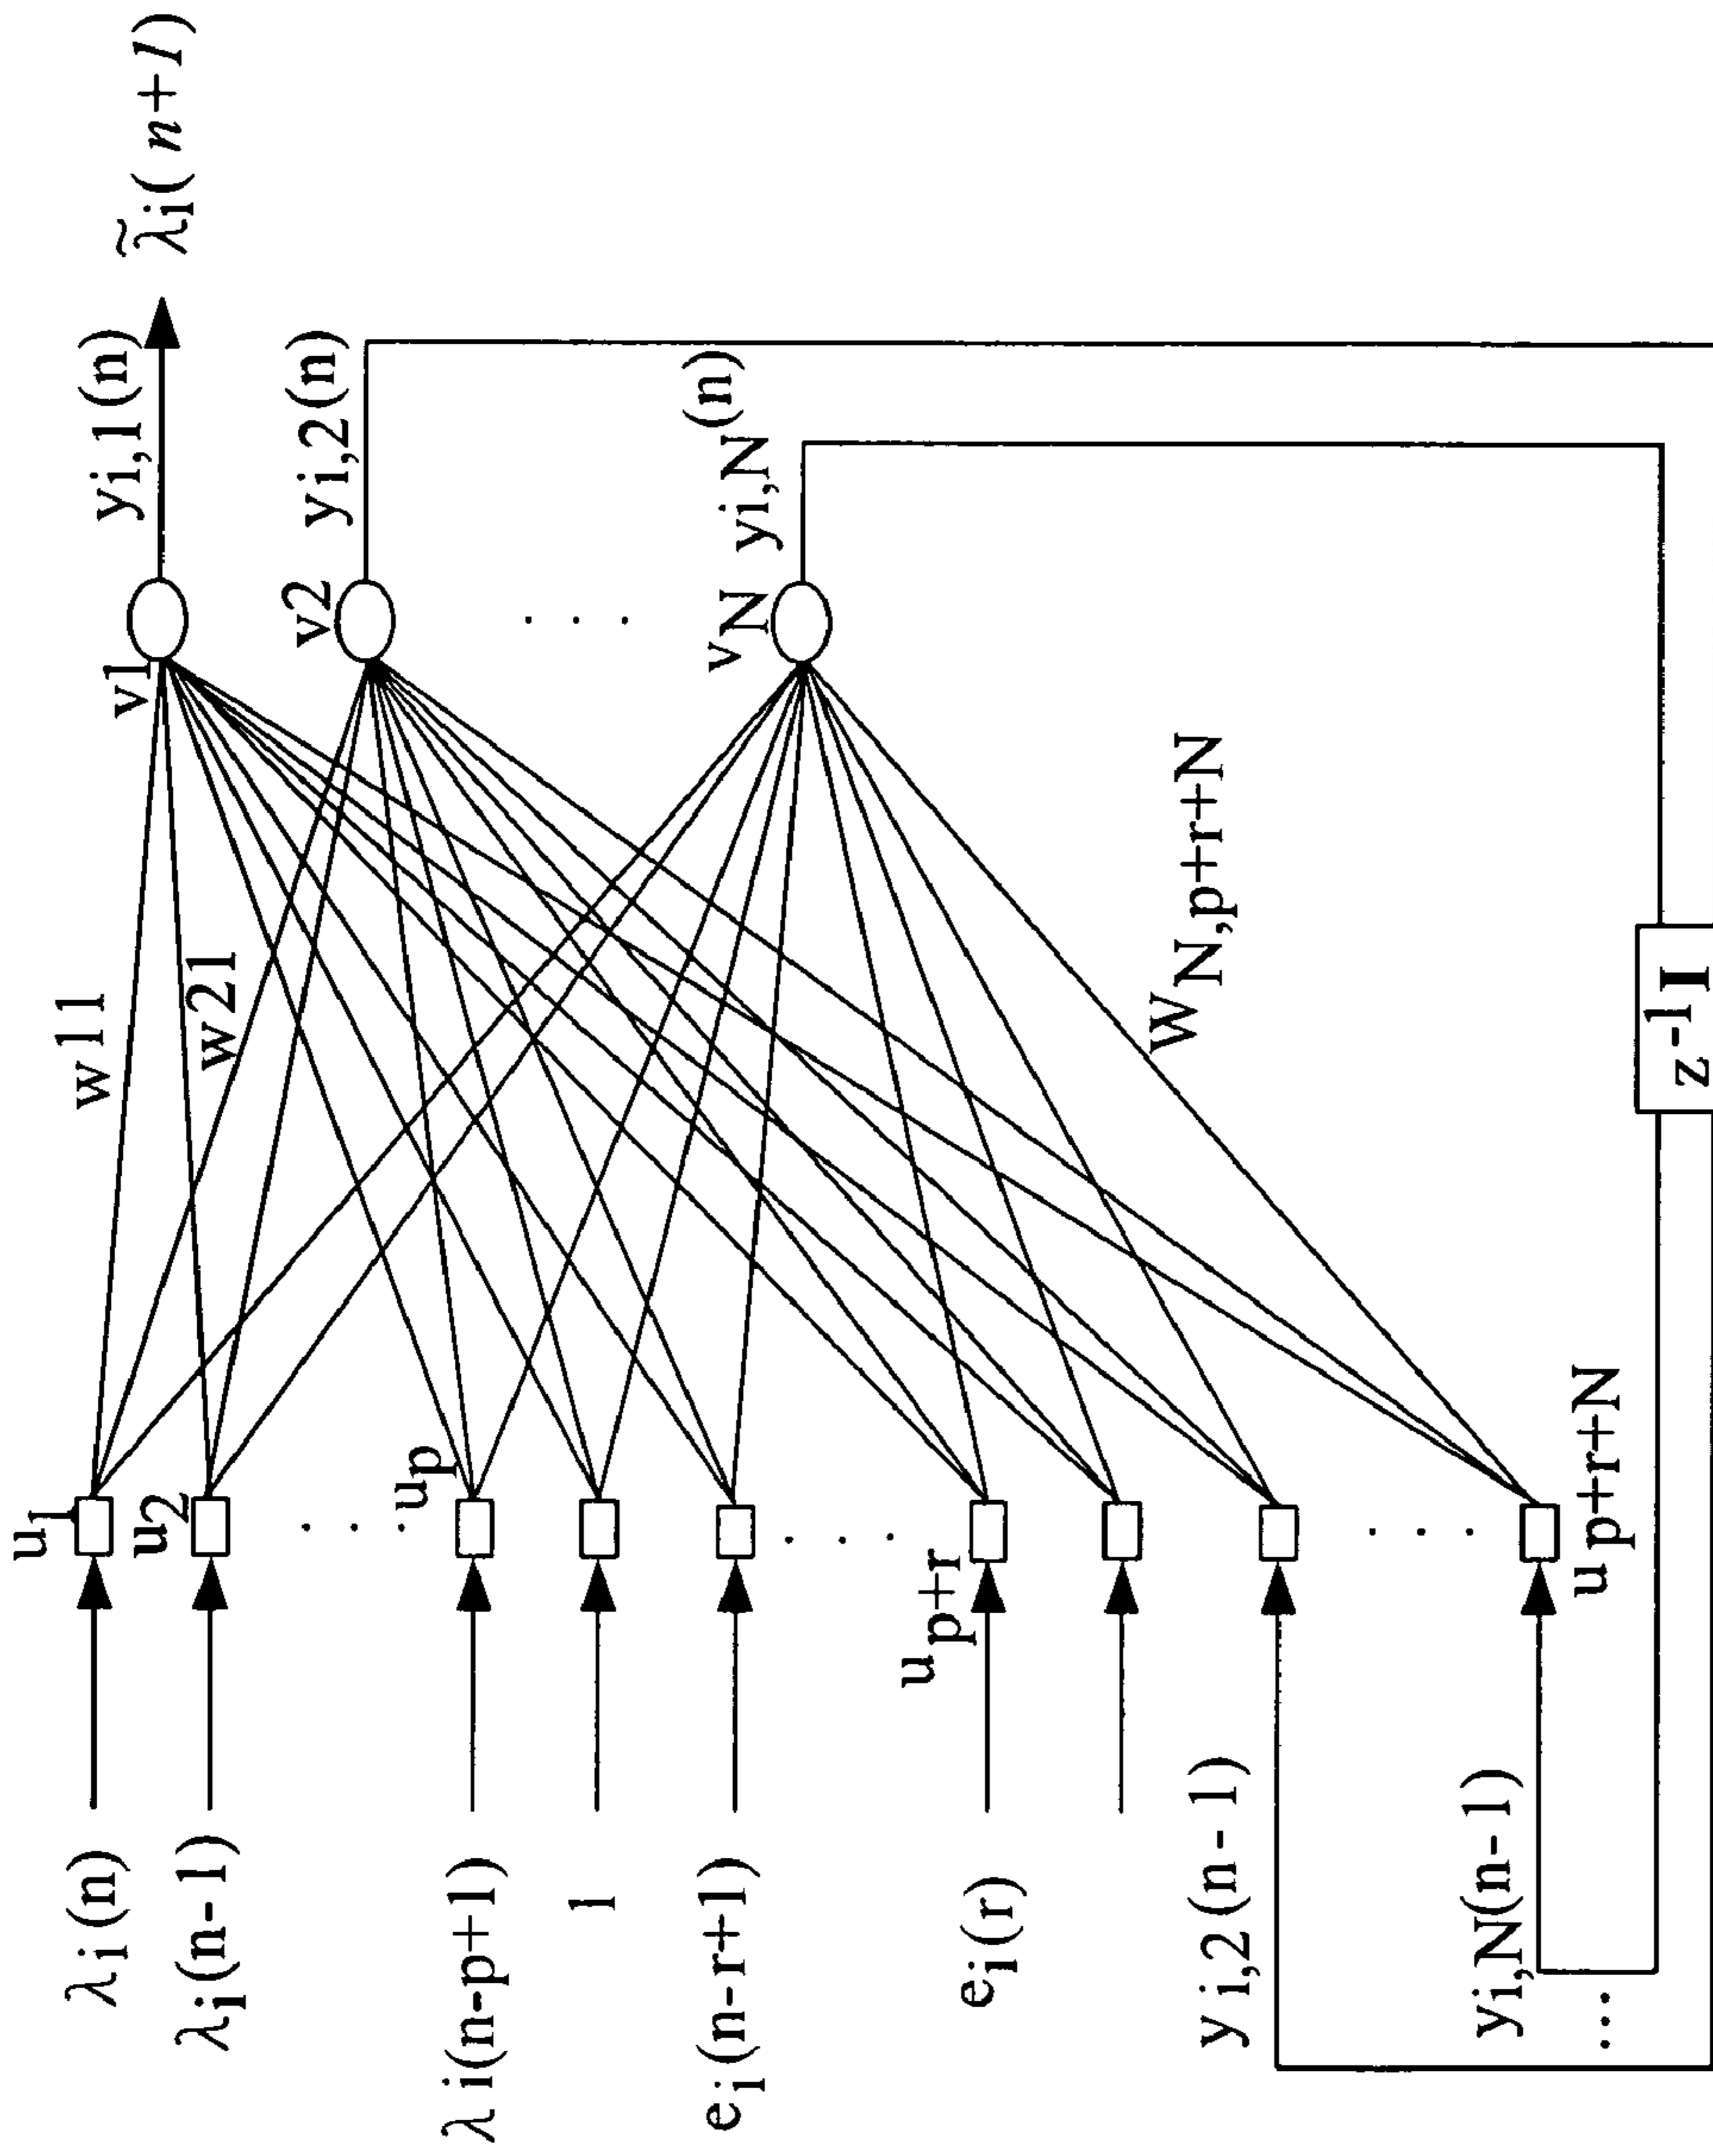 λi(n)
λi(n-1)
λi(n-p+1)
1
ei(n-r+1)
ei(r)
yi,2(n-1)
yi,N(n-1)
...
u1
u2
...
up
...
up+r
...
up+r+N
w11
w21
WN,p+r+N
z-1I
v1
v2
...
vN
yi,1(n)
yi,2(n)
yi,N(n)
λ̃i(n+1)